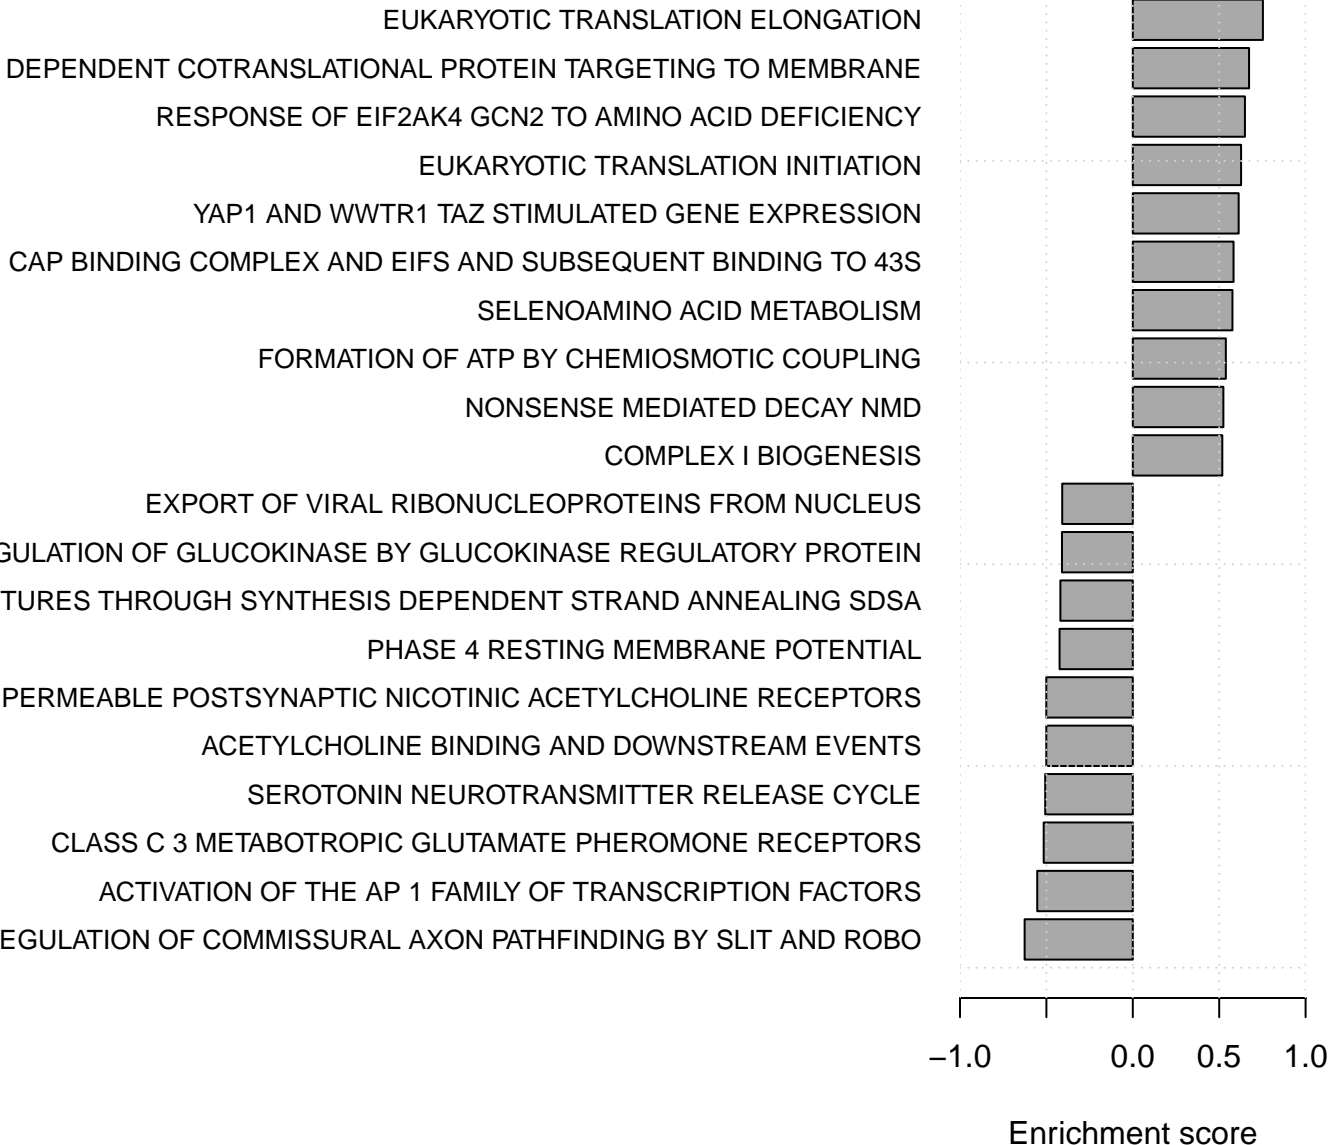 EUKARYOTIC TRANSLATION ELONGATION
DEPENDENT COTRANSLATIONAL PROTEIN TARGETING TO MEMBRANE
RESPONSE OF EIF2AK4 GCN2 TO AMINO ACID DEFICIENCY
EUKARYOTIC TRANSLATION INITIATION
YAP1 AND WWTR1 TAZ STIMULATED GENE EXPRESSION
CAP BINDING COMPLEX AND EIFS AND SUBSEQUENT BINDING TO 43S
SELENOAMINO ACID METABOLISM
FORMATION OF ATP BY CHEMIOSMOTIC COUPLING
NONSENSE MEDIATED DECAY NMD
COMPLEX I BIOGENESIS
EXPORT OF VIRAL RIBONUCLEOPROTEINS FROM NUCLEUS
GULATION OF GLUCOKINASE BY GLUCOKINASE REGULATORY PROTEIN
TURES THROUGH SYNTHESIS DEPENDENT STRAND ANNEALING SDSA
PHASE 4 RESTING MEMBRANE POTENTIAL
PERMEABLE POSTSYNAPTIC NICOTINIC ACETYLCHOLINE RECEPTORS
ACETYLCHOLINE BINDING AND DOWNSTREAM EVENTS
SEROTONIN NEUROTRANSMITTER RELEASE CYCLE
CLASS C 3 METABOTROPIC GLUTAMATE PHEROMONE RECEPTORS
ACTIVATION OF THE AP 1 FAMILY OF TRANSCRIPTION FACTORS
EGULATION OF COMMISSURAL AXON PATHFINDING BY SLIT AND ROBO
−1.0 0.0 0.5 1.0
Enrichment score